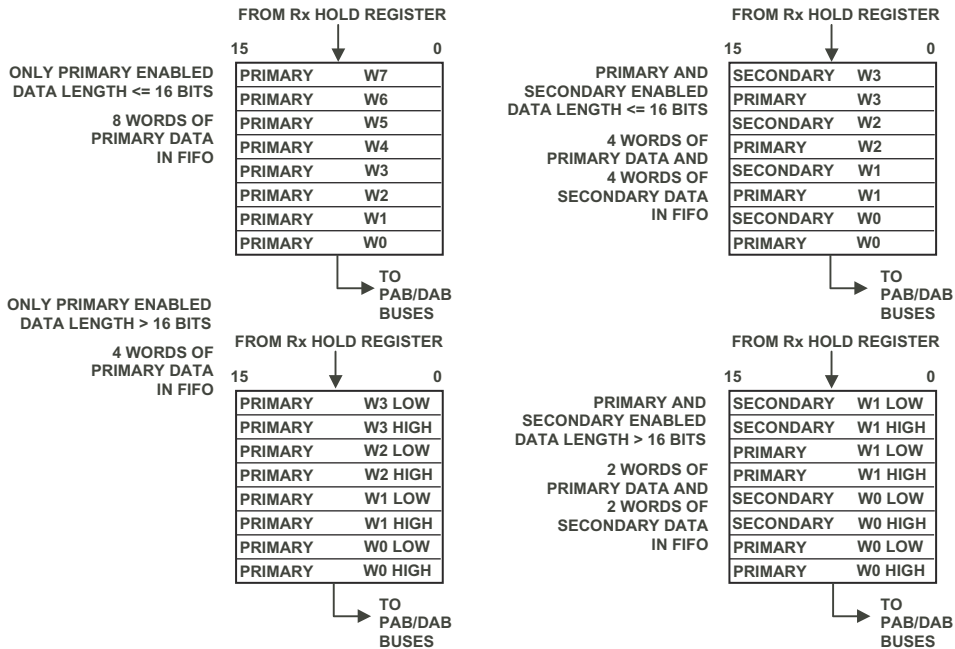 FROM Rx HOLD REGISTER
15 0
ONLY PRIMARY ENABLED
DATA LENGTH <= 16 BITS
8 WORDS OF
PRIMARY DATA
IN FIFO
PRIMARY W7
PRIMARY W6
PRIMARY W5
PRIMARY W4
PRIMARY W3
PRIMARY W2
PRIMARY W1
PRIMARY W0
TO
PAB/DAB
BUSES
FROM Rx HOLD REGISTER
15 0
PRIMARY AND
SECONDARY ENABLED
DATA LENGTH <= 16 BITS
4 WORDS OF
PRIMARY DATA AND
4 WORDS OF
SECONDARY DATA
IN FIFO
SECONDARY W3
PRIMARY W3
SECONDARY W2
PRIMARY W2
SECONDARY W1
PRIMARY W1
SECONDARY W0
PRIMARY W0
TO
PAB/DAB
BUSES
ONLY PRIMARY ENABLED
DATA LENGTH > 16 BITS
4 WORDS OF
PRIMARY DATA
IN FIFO
FROM Rx HOLD REGISTER
15 0
PRIMARY W3 LOW
PRIMARY W3 HIGH
PRIMARY W2 LOW
PRIMARY W2 HIGH
PRIMARY W1 LOW
PRIMARY W1 HIGH
PRIMARY W0 LOW
PRIMARY W0 HIGH
TO
PAB/DAB
BUSES
FROM Rx HOLD REGISTER
15 0
PRIMARY AND
SECONDARY ENABLED
DATA LENGTH > 16 BITS
2 WORDS OF
PRIMARY DATA AND
2 WORDS OF
SECONDARY DATA
IN FIFO
SECONDARY W1 LOW
SECONDARY W1 HIGH
PRIMARY W1 LOW
PRIMARY W1 HIGH
SECONDARY W0 LOW
SECONDARY W0 HIGH
PRIMARY W0 LOW
PRIMARY W0 HIGH
TO
PAB/DAB
BUSES